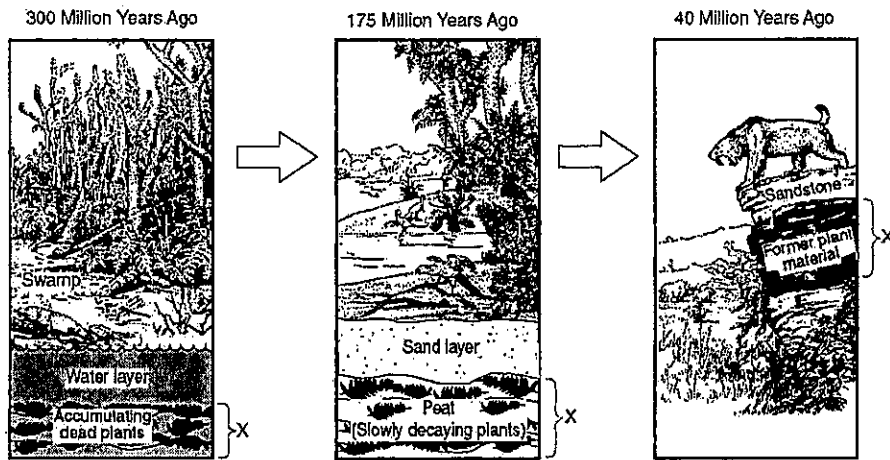 300 Million Years Ago
175 Million Years Ago
40 Million Years Ago
Swamp
Water layer
Accumulating
dead plants
X
Sand layer
Peat
(Slowly decaying plants)
X
Sandstone
Former plant
material
X